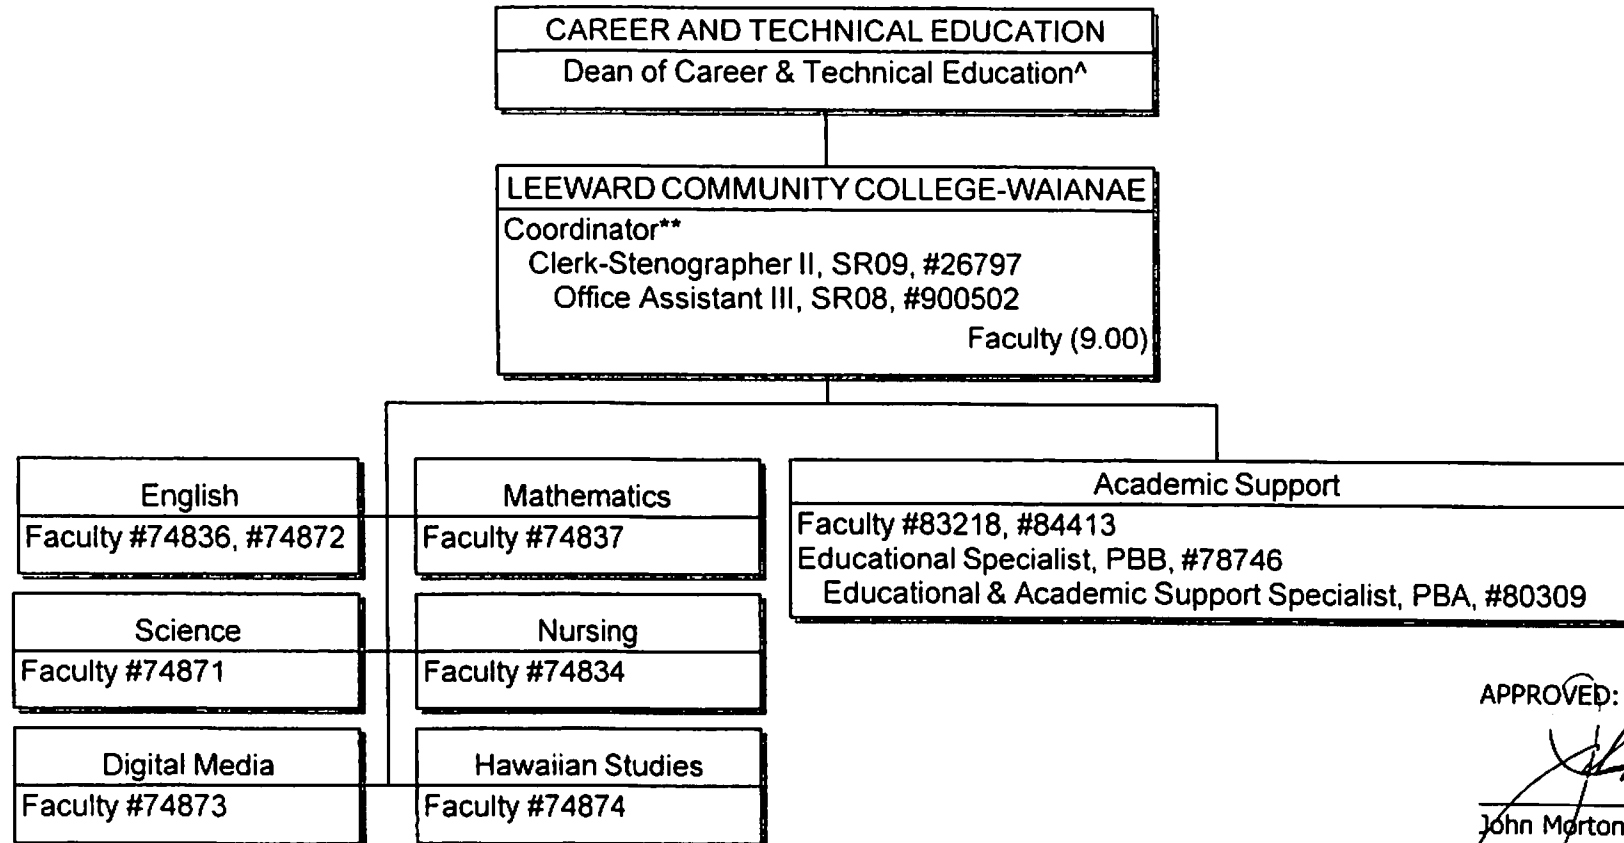 CAREER AND TECHNICAL EDUCATION
Dean of Career & Technical Education^
LEEWARD COMMUNITY COLLEGE-WAIANAE
Coordinator**
Clerk-Stenographer II, SR09, #26797
Office Assistant III, SR08, #900502
Faculty (9.00)
English
Faculty #74836, #74872
Mathematics
Faculty #74837
Academic Support
Faculty #83218, #84413
Educational Specialist, PBB, #78746
Educational & Academic Support Specialist, PBA, #80309
Science
Faculty #74871
Nursing
Faculty #74834
Digital Media
Faculty #74873
Hawaiian Studies
Faculty #74874
APPROVED:
John Morton